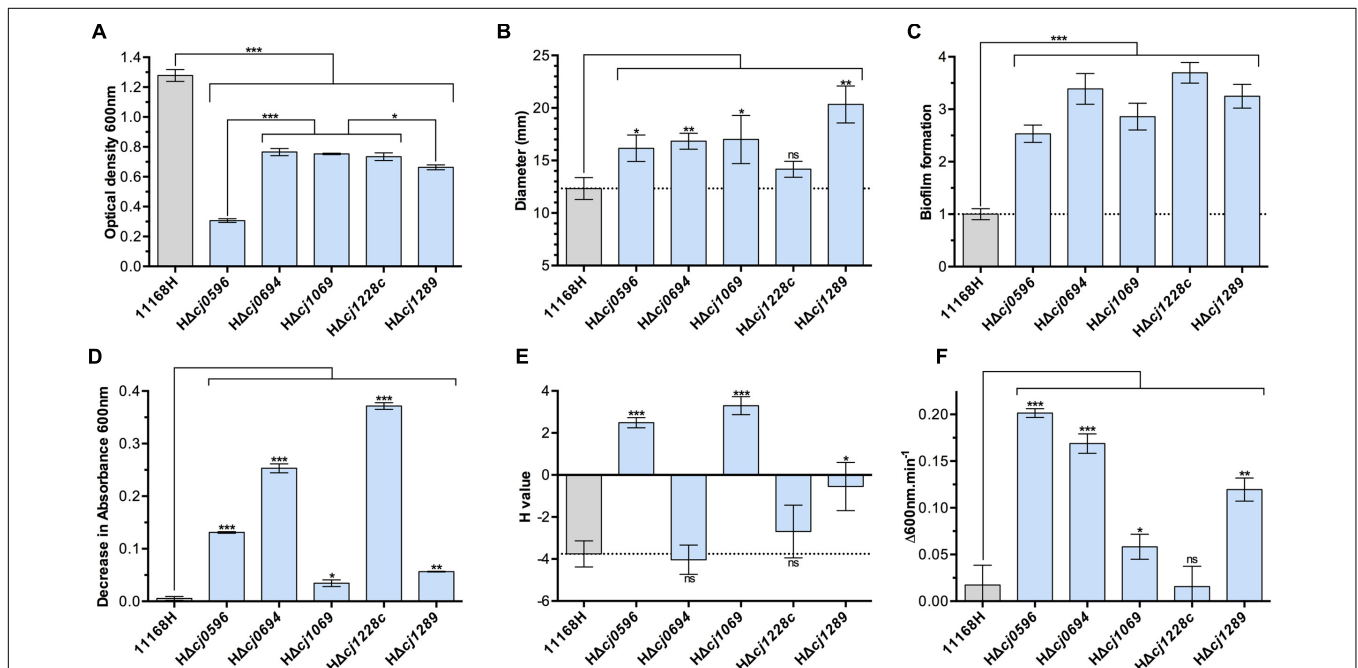 A
Optical density 600nm
1.4
1.2
1.0
0.8
0.6
0.4
0.2
0.0
***
***
*
11168H
HΔcj0596
HΔcj0694
HΔcj1069
HΔcj1228c
HΔcj1289
B
Diameter (mm)
25
20
15
10
5
*
**
*
ns
**
11168H
HΔcj0596
HΔcj0694
HΔcj1069
HΔcj1228c
HΔcj1289
C
Biofilm formation
4
3
2
1
0
***
11168H
HΔcj0596
HΔcj0694
HΔcj1069
HΔcj1228c
HΔcj1289
D
Decrease in Absorbance 600nm
0.4
0.3
0.2
0.1
0.0
***
***
*
***
**
11168H
HΔcj0596
HΔcj0694
HΔcj1069
HΔcj1228c
HΔcj1289
E
H value
4
2
0
-2
-4
-6
***
ns
***
ns
*
11168H
HΔcj0596
HΔcj0694
HΔcj1069
HΔcj1228c
HΔcj1289
F
Δ600nm.min⁻¹
0.20
0.15
0.10
0.05
0.00
***
***
*
ns
**
11168H
HΔcj0596
HΔcj0694
HΔcj1069
HΔcj1228c
HΔcj1289